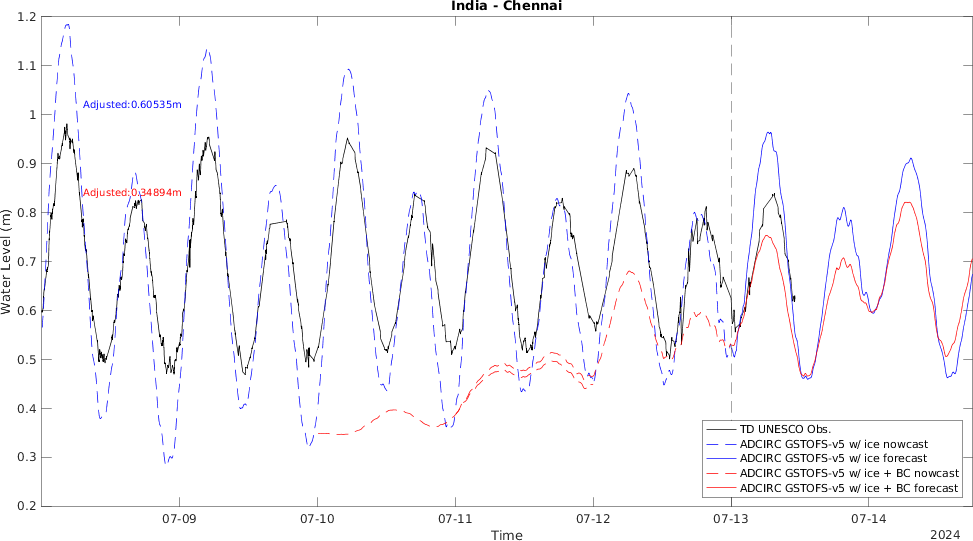 India - Chennai
1.2
1.1
1
0.9
0.8
0.7
0.6
0.5
0.4
0.3
0.2
Water Level (m)
Adjusted:0.60535m
Adjusted:0.34894m
TD UNESCO Obs.
ADCIRC GSTOFS-v5 w/ ice nowcast
ADCIRC GSTOFS-v5 w/ ice forecast
ADCIRC GSTOFS-v5 w/ ice + BC nowcast
ADCIRC GSTOFS-v5 w/ ice + BC forecast
07-09
07-10
07-11
07-12
07-13
07-14
Time
2024